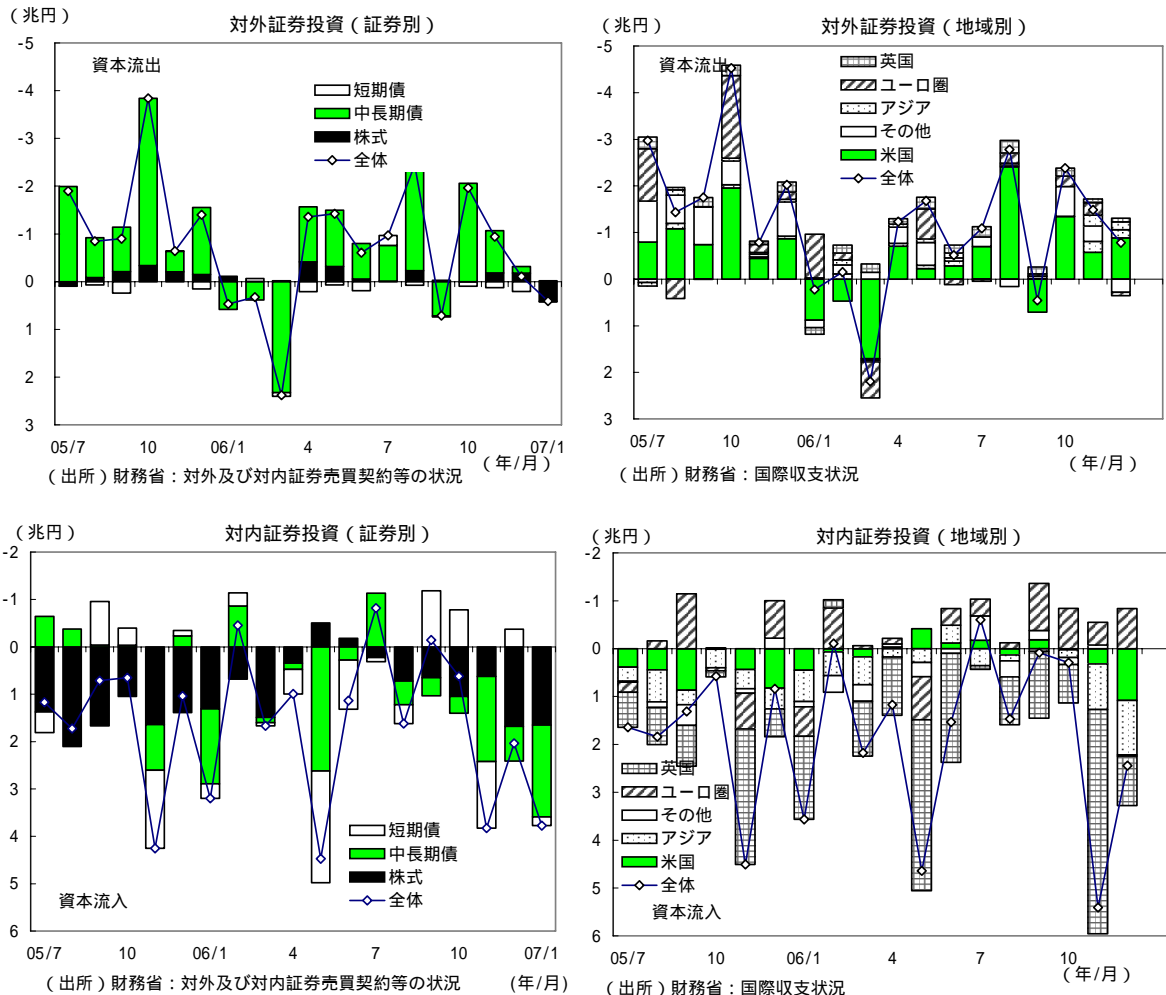 （兆円）
対外証券投資（証券別）
資本流出
短期債
中長期債
株式
全体
-5
-4
-3
-2
-1
0
1
2
3
05/7
10
06/1
4
7
10
07/1
（年/月）
（出所）財務省：対外及び対内証券売買契約等の状況
（兆円）
対外証券投資（地域別）
資本流出
英国
ユーロ圏
アジア
その他
米国
全体
-5
-4
-3
-2
-1
0
1
2
3
05/7
10
06/1
4
7
10
（年/月）
（出所）財務省：国際収支状況
（兆円）
対内証券投資（証券別）
-2
-1
0
1
2
3
4
5
6
短期債
中長期債
株式
全体
資本流入
05/7
10
06/1
4
7
10
07/1
（出所）財務省：対外及び対内証券売買契約等の状況
(年/月)
（兆円）
対内証券投資（地域別）
-2
-1
0
1
2
3
4
5
6
英国
ユーロ圏
その他
アジア
米国
全体
資本流入
05/7
10
06/1
4
7
10
（年/月）
（出所）財務省：国際収支状況